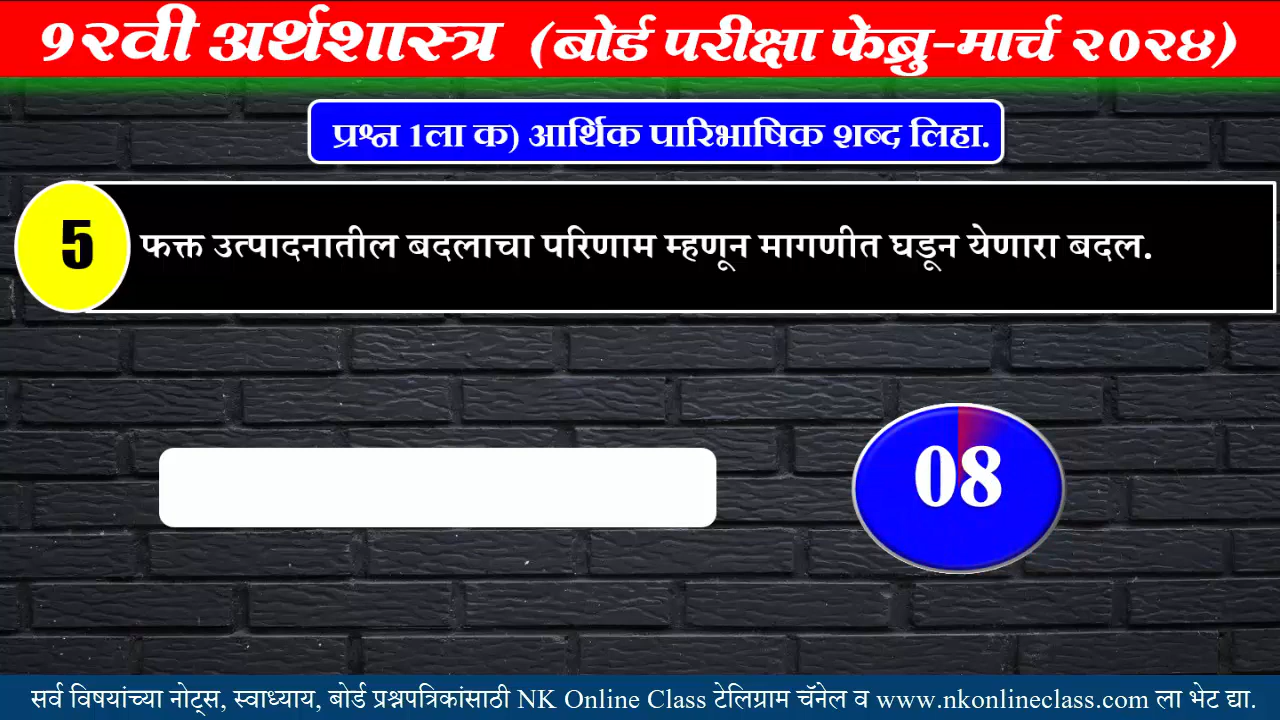 १२वी अर्थशास्त्र (बोर्ड परीक्षा फेब्रु-मार्च २०२४)
प्रश्न 1ला क) आर्थिक पारिभाषिक शब्द लिहा.
5 फक्त उत्पादनातील बदलाचा परिणाम म्हणून मागणीत घडून येणारा बदल.
08
सर्व विषयांच्या नोट्स, स्वाध्याय, बोर्ड प्रश्नपत्रिकांसाठी NK Online Class टेलिग्राम चॅनेल व www.nkonlineclass.com ला भेट द्या.